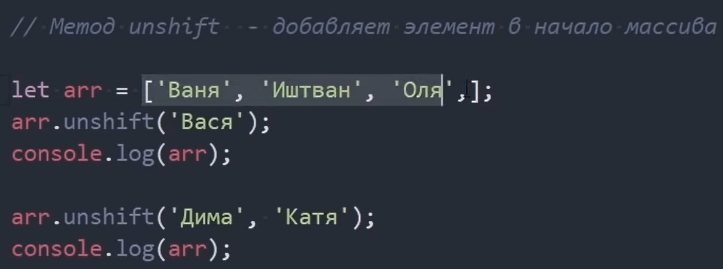 // Метод unshift - добавляет элемент в начало массива
let arr = ['Ваня', 'Иштван', 'Оля',];
arr.unshift('Вася');
console.log(arr);
arr.unshift('Дима', 'Катя');
console.log(arr);